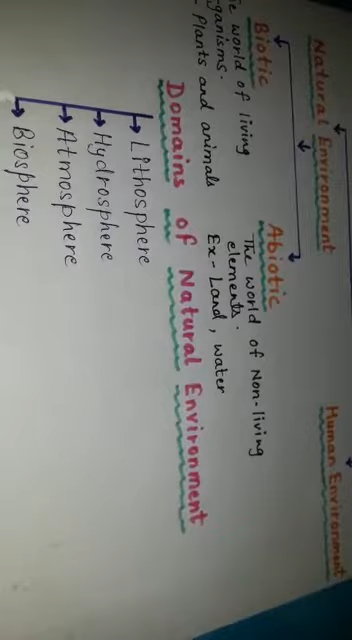 Natural Environment
Human Environment
Biotic
Abiotic
world of living
Plants and animals
The world of Non-living
elements.
Ex- Land, water
Domains of Natural Environment
Lithosphere
Hydrosphere
Atmosphere
Biosphere